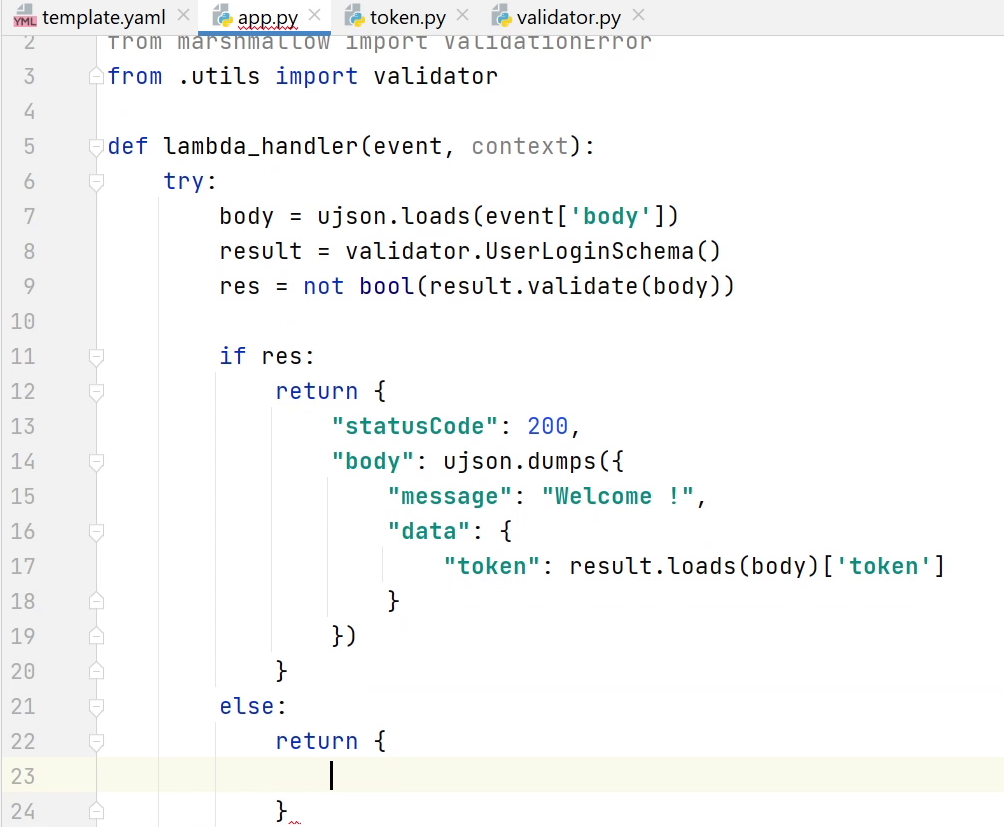 YML template.yaml app.py token.py validator.py
2 from marshmallow import ValidationError
3 from .utils import validator
4
5 def lambda_handler(event, context):
6     try:
7         body = ujson.loads(event['body'])
8         result = validator.UserLoginSchema()
9         res = not bool(result.validate(body))
10
11         if res:
12             return {
13                 "statusCode": 200,
14                 "body": ujson.dumps({
15                     "message": "Welcome !",
16                     "data": {
17                         "token": result.loads(body)['token']
18                     }
19                 })
20             }
21         else:
22             return {
23
24             }